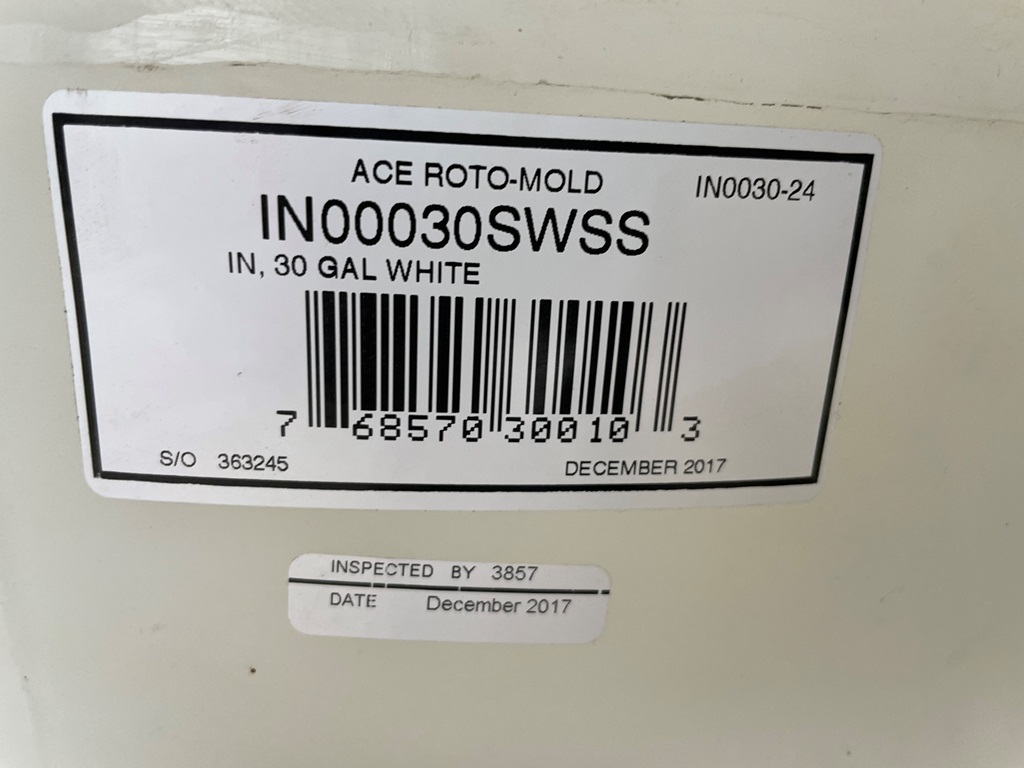 ACE ROTO-MOLD
IN0030-24
IN00030SWSS
IN, 30 GAL WHITE
7 68570 30010 3
S/O 363245
DECEMBER 2017
INSPECTED BY 3857
DATE December 2017